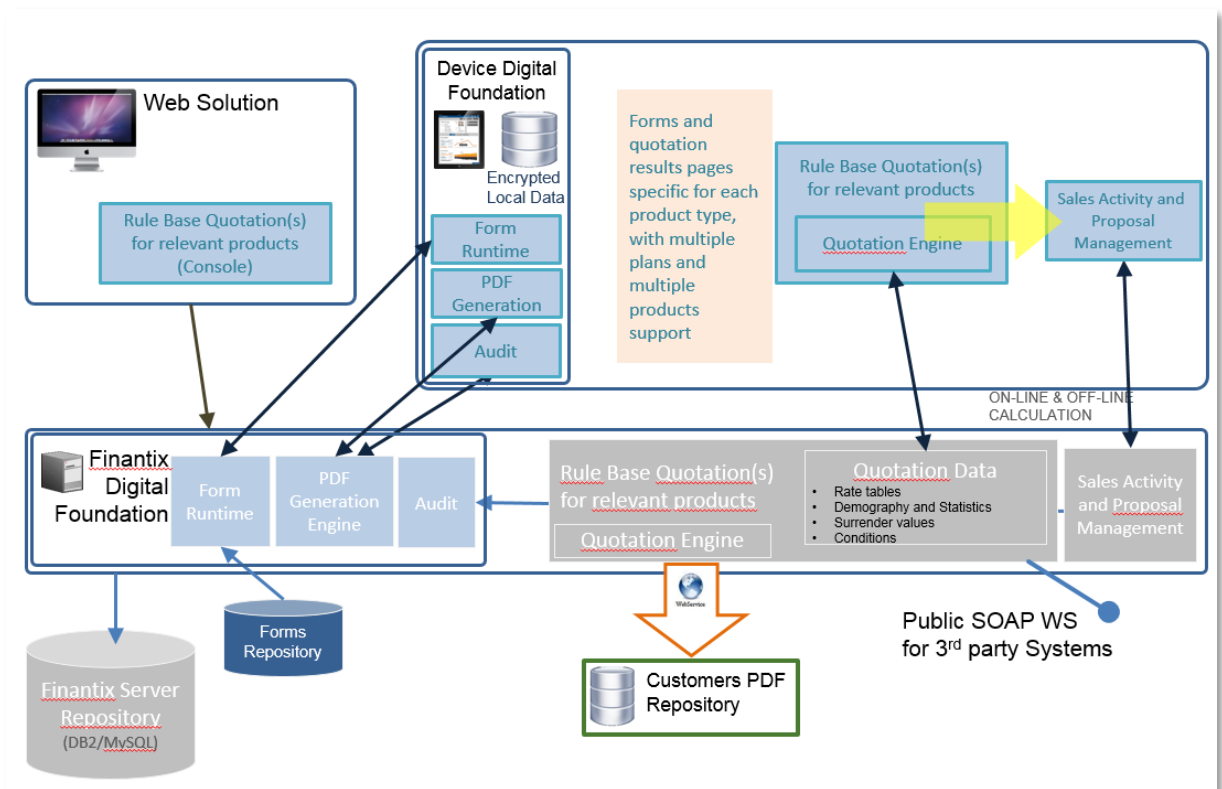 Web Solution
Rule Base Quotation(s)
for relevant products
(Console)
Device Digital
Foundation
Encrypted
Local Data
Form
Runtime
PDF
Generation
Audit
Forms and
quotation
results pages
specific for each
product type,
with multiple
plans and
multiple
products
support
Rule Base Quotation(s)
for relevant products
Quotation Engine
Sales Activity and
Proposal
Management
ON-LINE & OFF-LINE
CALCULATION
Finantix
Digital
Foundation
Form
Runtime
PDF
Generation
Engine
Audit
Rule Base Quotation(s)
for relevant products
Quotation Engine
Quotation Data
• Rate tables
• Demography and Statistics
• Surrender values
• Conditions
Sales Activity
and Proposal
Management
Forms
Repository
WebService
Public SOAP WS
for 3rd party Systems
Finantix Server
Repository
(DB2/MySQL)
Customers PDF
Repository